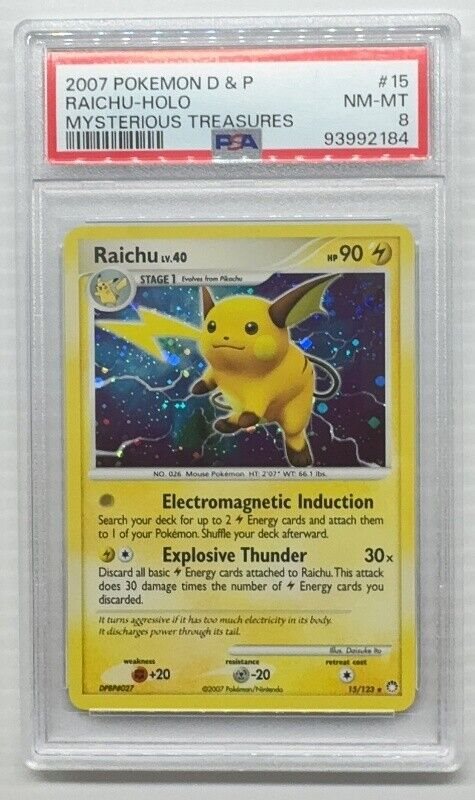 2007 POKEMON D & P #15
RAICHU-HOLO NM-MT
MYSTERIOUS TREASURES 8
PSA 93992184
Raichu LV.40 HP 90
STAGE 1 Evolves from Pikachu
NO. 026 Mouse Pokémon HT: 2'07" WT: 66.1 lbs.
Electromagnetic Induction
Search your deck for up to 2 Energy cards and attach them
to 1 of your Pokémon. Shuffle your deck afterward.
Explosive Thunder 30x
Discard all basic Energy cards attached to Raichu. This attack
does 30 damage times the number of Energy cards you
discarded.
It turns aggressive if it has too much electricity in its body.
It discharges power through its tail.
Illus. Daisuke Ito
weakness resistance retreat cost
+20 -20
DPBP#027 ©2007 Pokémon/Nintendo 15/123 ★